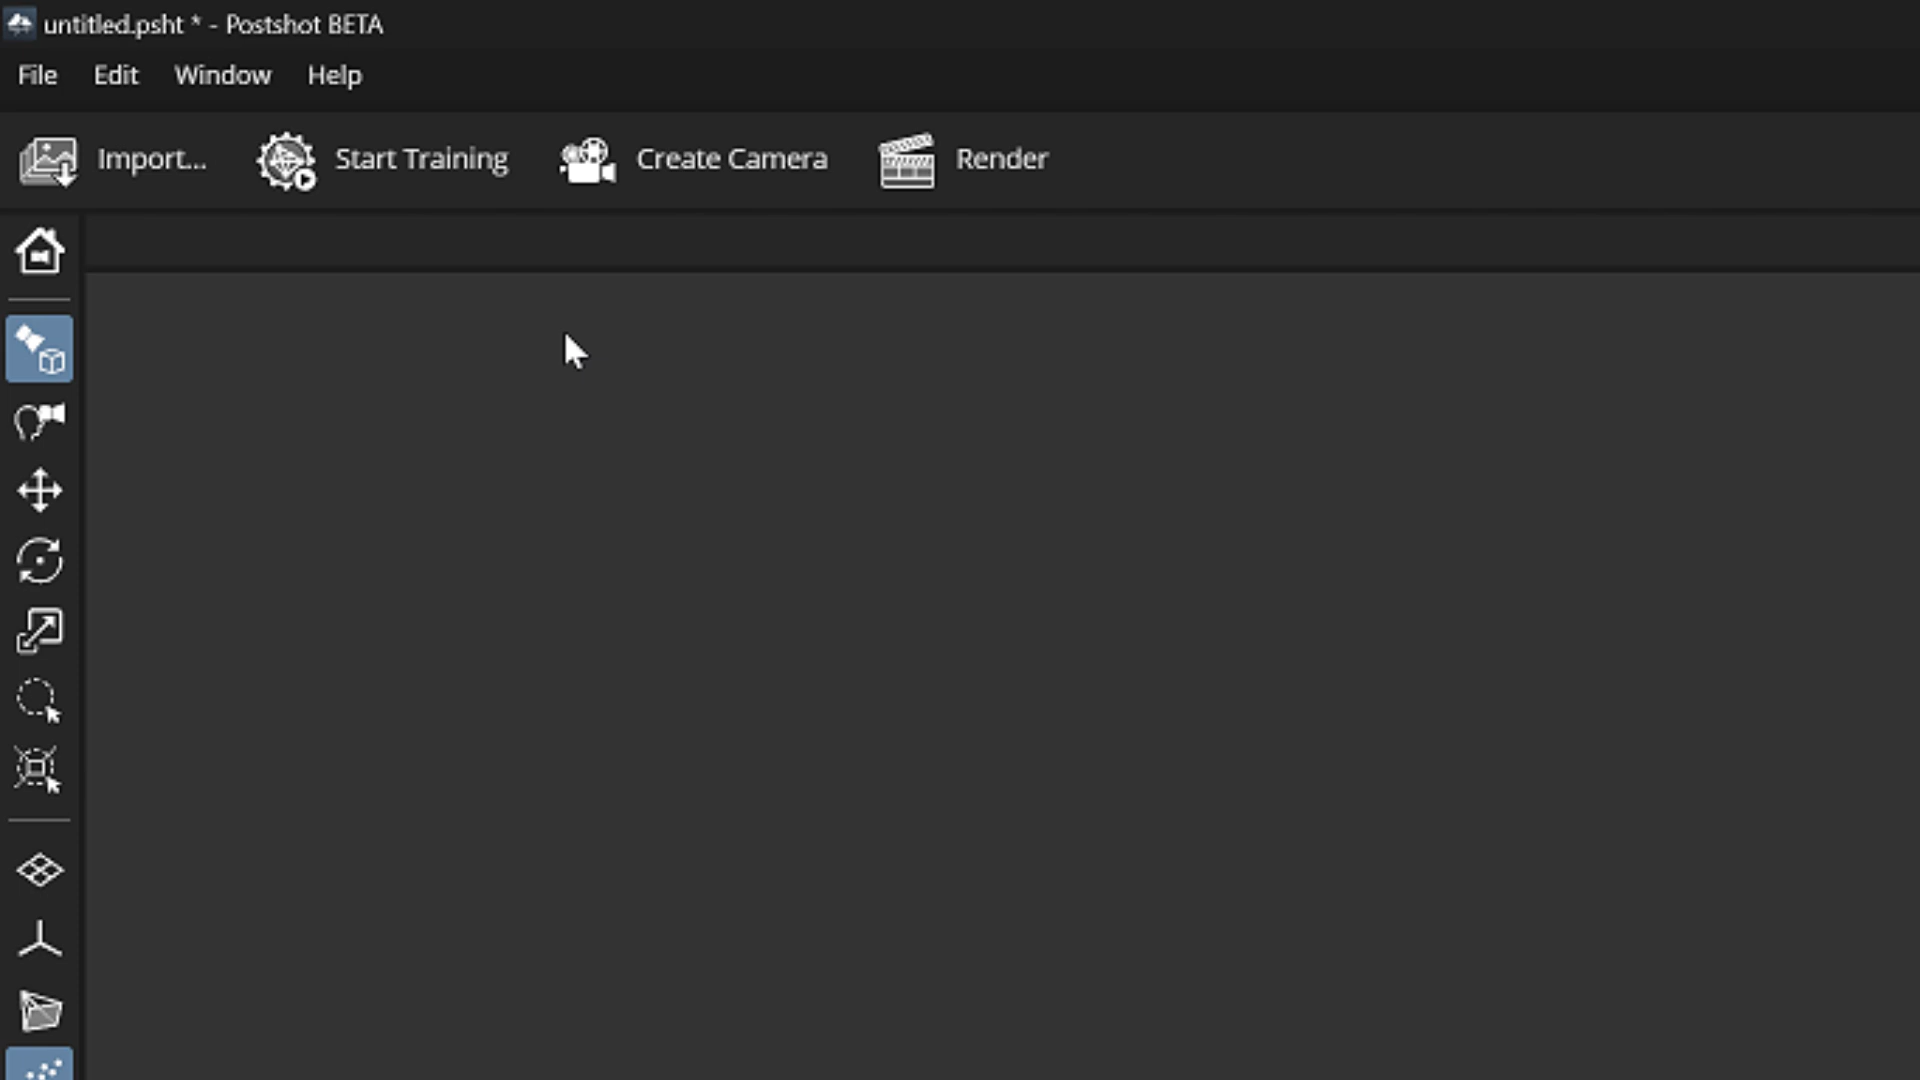 untitled.psht * - Postshot BETA
File Edit Window Help
Import... Start Training Create Camera Render